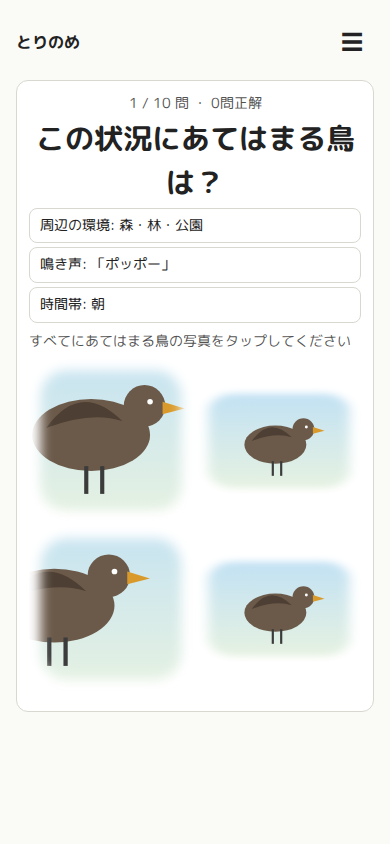 とりのめ
☰
1 / 10 問 ・ 0問正解
この状況にあてはまる鳥
は？
周辺の環境: 森・林・公園
鳴き声: 「ポッポー」
時間帯: 朝
すべてにあてはまる鳥の写真をタップしてください